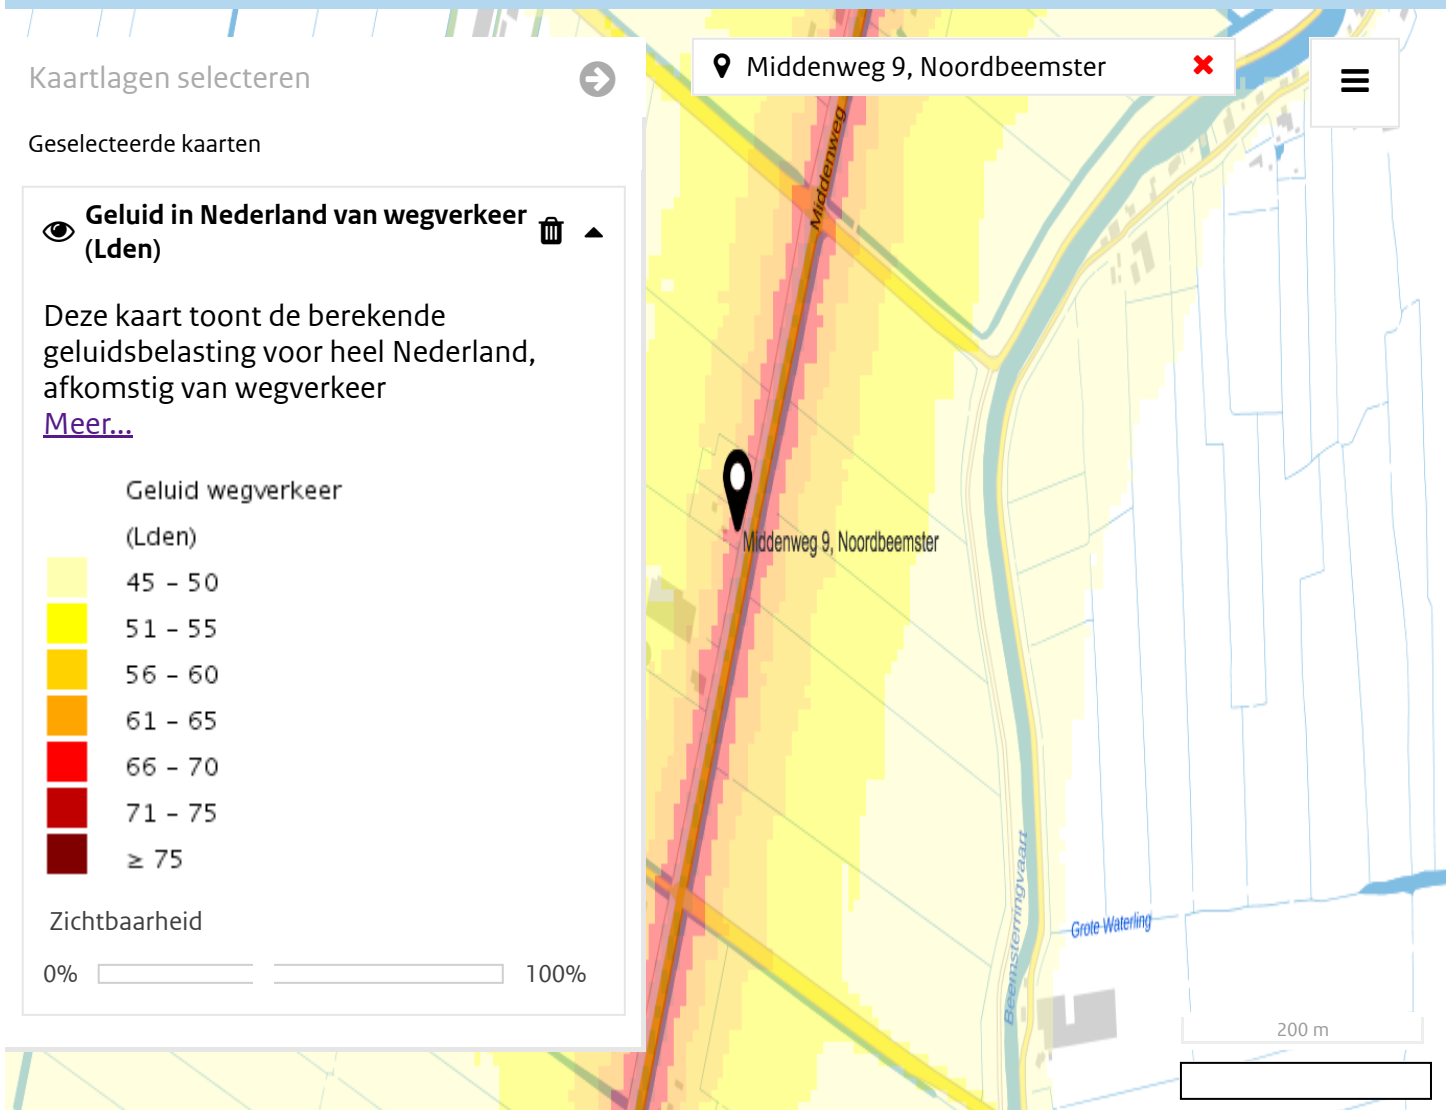 Kaartlagen selecteren
Middenweg 9, Noordbeemster
Geselecteerde kaarten
Geluid in Nederland van wegverkeer
(Lden)
Deze kaart toont de berekende
geluidsbelasting voor heel Nederland,
afkomstig van wegverkeer
Meer...
Geluid wegverkeer
(Lden)
45 - 50
51 - 55
56 - 60
61 - 65
66 - 70
71 - 75
≥ 75
Zichtbaarheid
0%
100%
Middenweg
Middenweg 9, Noordbeemster
Beemsterringvaart
Grote Waterling
200 m